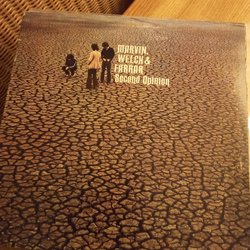 MARVIN,
WELCH &
FARRAR
Second Opinion